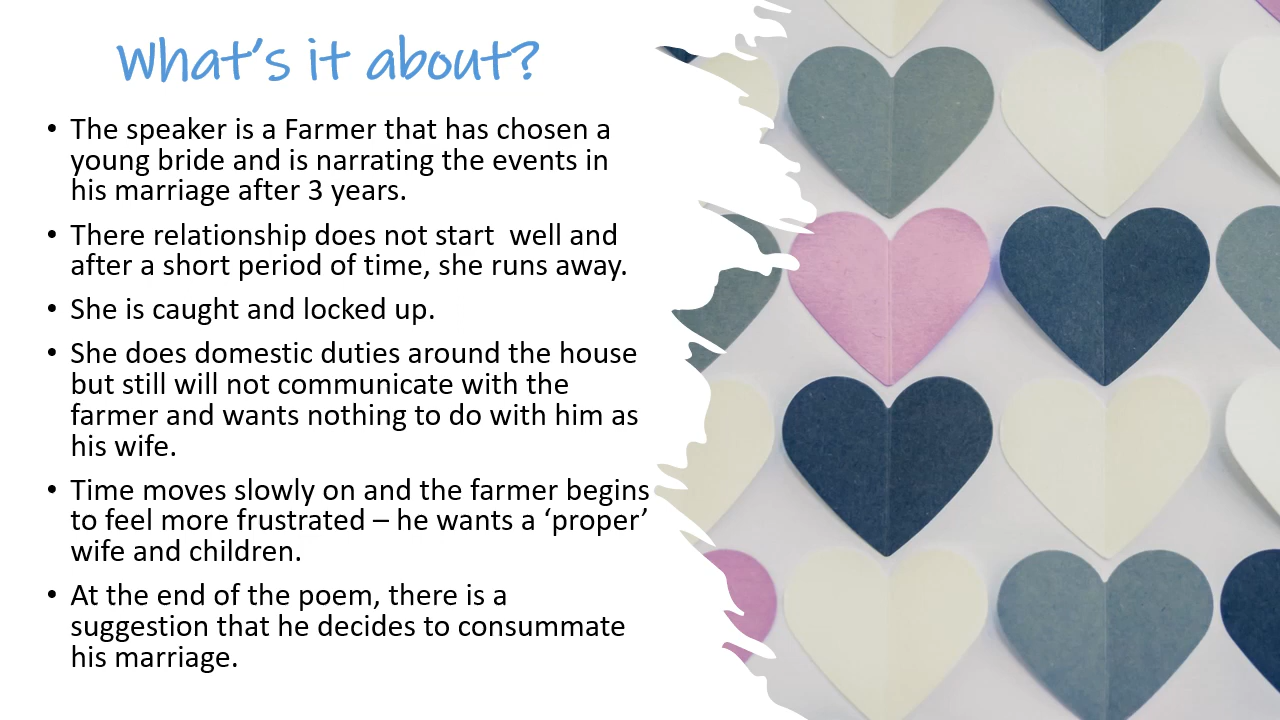 What's it about?
• The speaker is a Farmer that has chosen a
young bride and is narrating the events in
his marriage after 3 years.
• There relationship does not start  well and
after a short period of time, she runs away.
• She is caught and locked up.
• She does domestic duties around the house
but still will not communicate with the
farmer and wants nothing to do with him as
his wife.
• Time moves slowly on and the farmer begins
to feel more frustrated – he wants a ‘proper’
wife and children.
• At the end of the poem, there is a
suggestion that he decides to consummate
his marriage.